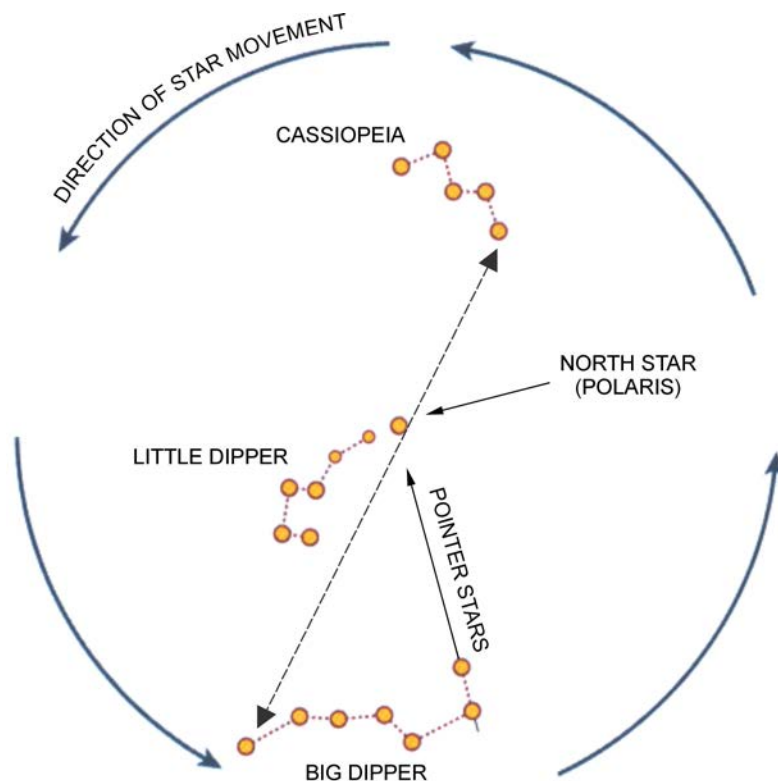 DIRECTION OF STAR MOVEMENT
CASSIOPEIA
NORTH STAR
(POLARIS)
LITTLE DIPPER
POINTER STARS
BIG DIPPER